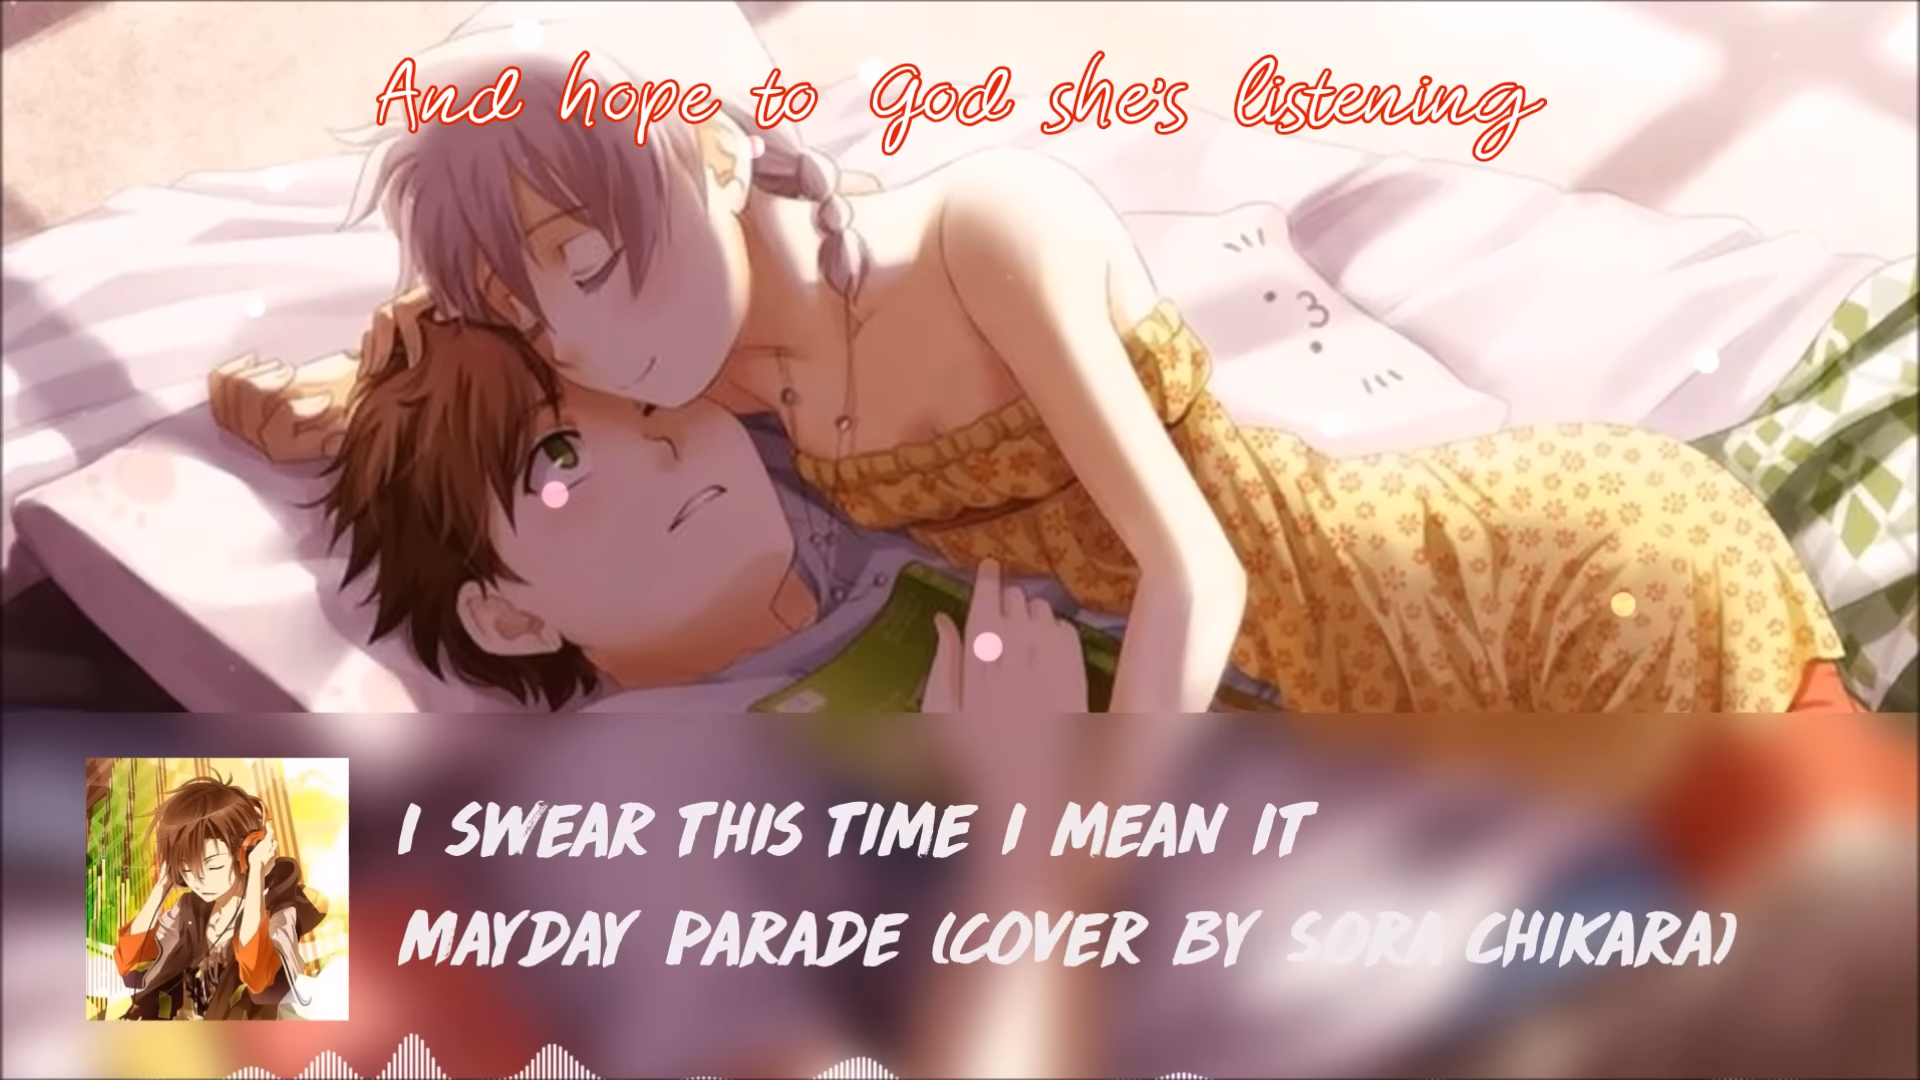 And hope to God she's listening
I SWEAR THIS TIME I MEAN IT
MAYDAY PARADE (COVER BY SORA CHIKARA)